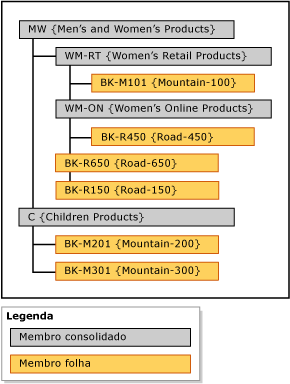 MW {Men's and Women's Products}
WM-RT {Women's Retail Products}
BK-M101 {Mountain-100}
WM-ON {Women's Online Products}
BK-R450 {Road-450}
BK-R650 {Road-650}
BK-R150 {Road-150}
C {Children Products}
BK-M201 {Mountain-200}
BK-M301 {Mountain-300}
Legenda
Membro consolidado
Membro folha